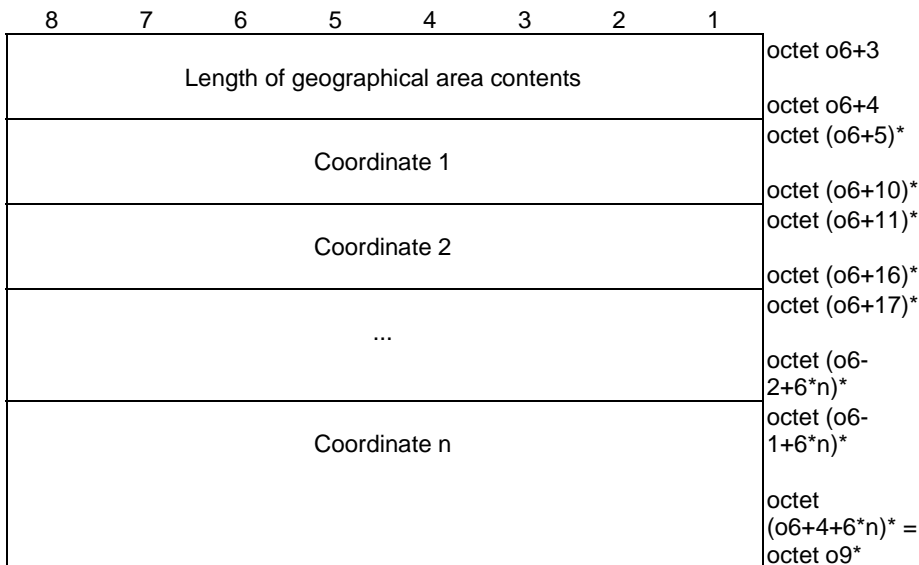 8 7 6 5 4 3 2 1
Length of geographical area contents
octet o6+3
octet o6+4
Coordinate 1
octet (o6+5)*
octet (o6+10)*
Coordinate 2
octet (o6+11)*
octet (o6+16)*
...
octet (o6+17)*
octet (o6-
2+6*n)*
Coordinate n
octet (o6-
1+6*n)*
octet
(o6+4+6*n)* =
octet o9*